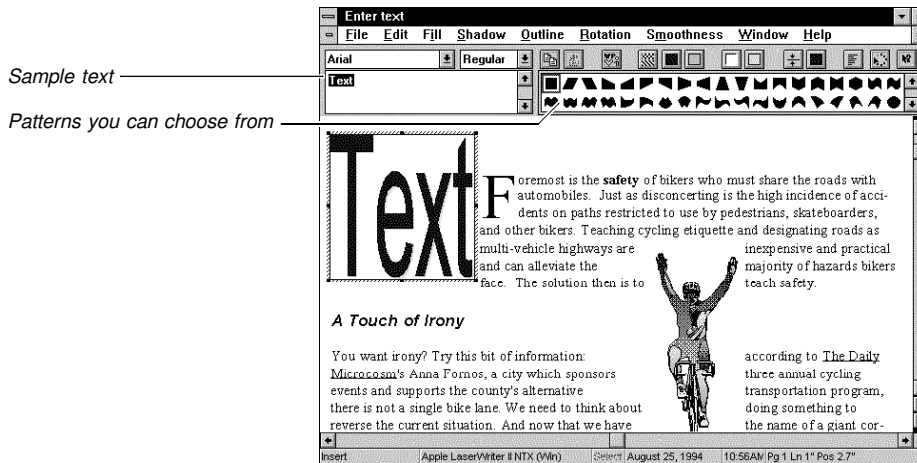 Enter text
File Edit Fill Shadow Outline Rotation Smoothness Window Help
Arial Regular
Sample text
Text
Patterns you can choose from
Text
Foremost is the safety of bikers who must share the roads with
automobiles. Just as disconcerting is the high incidence of acci-
dents on paths restricted to use by pedestrians, skateboarders,
and other bikers. Teaching cycling etiquette and designating roads as
multi-vehicle highways are inexpensive and practical
and can alleviate the majority of hazards bikers
face. The solution then is to teach safety.
A Touch of Irony
You want irony? Try this bit of information: according to The Daily
Microcosm's Anna Fornos, a city which sponsors three annual cycling
events and supports the county's alternative transportation program,
there is not a single bike lane. We need to think about doing something to
reverse the current situation. And now that we have the name of a giant cor-
Insert Apple LaserWriter II NTX (Win) Select August 25, 1994 10:56AM Pg 1 Ln 1" Pos 2.7"